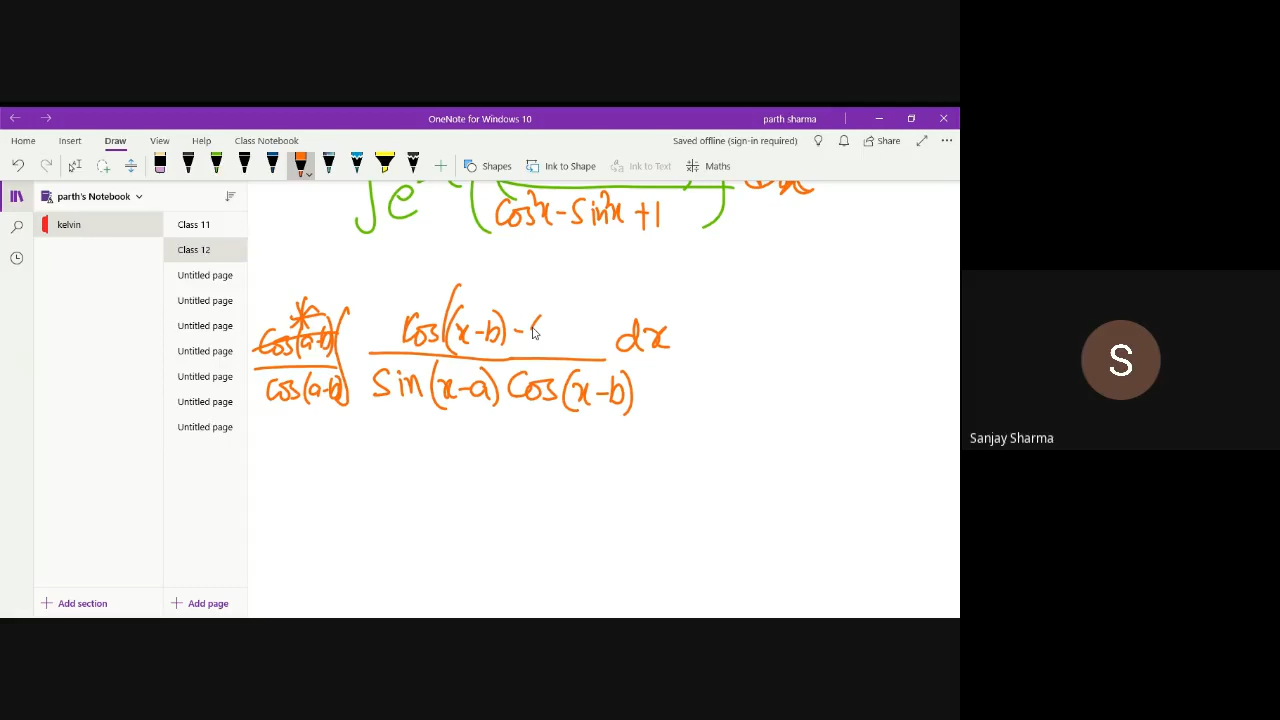 OneNote for Windows 10
parth sharma
Home Insert Draw View Help Class Notebook
Saved offline (sign-in required) Share
Shapes Ink to Shape Ink to Text Maths
parth's Notebook
kelvin
Class 11
Class 12
Untitled page
Untitled page
Untitled page
Untitled page
Untitled page
Untitled page
Untitled page
Add section
Add page
∫e
cos²x - sin²x + 1
cos(a-b)
cos(a-b)
∫ cos((x-b) - ( dx
sin(x-a) cos(x-b)
S
Sanjay Sharma